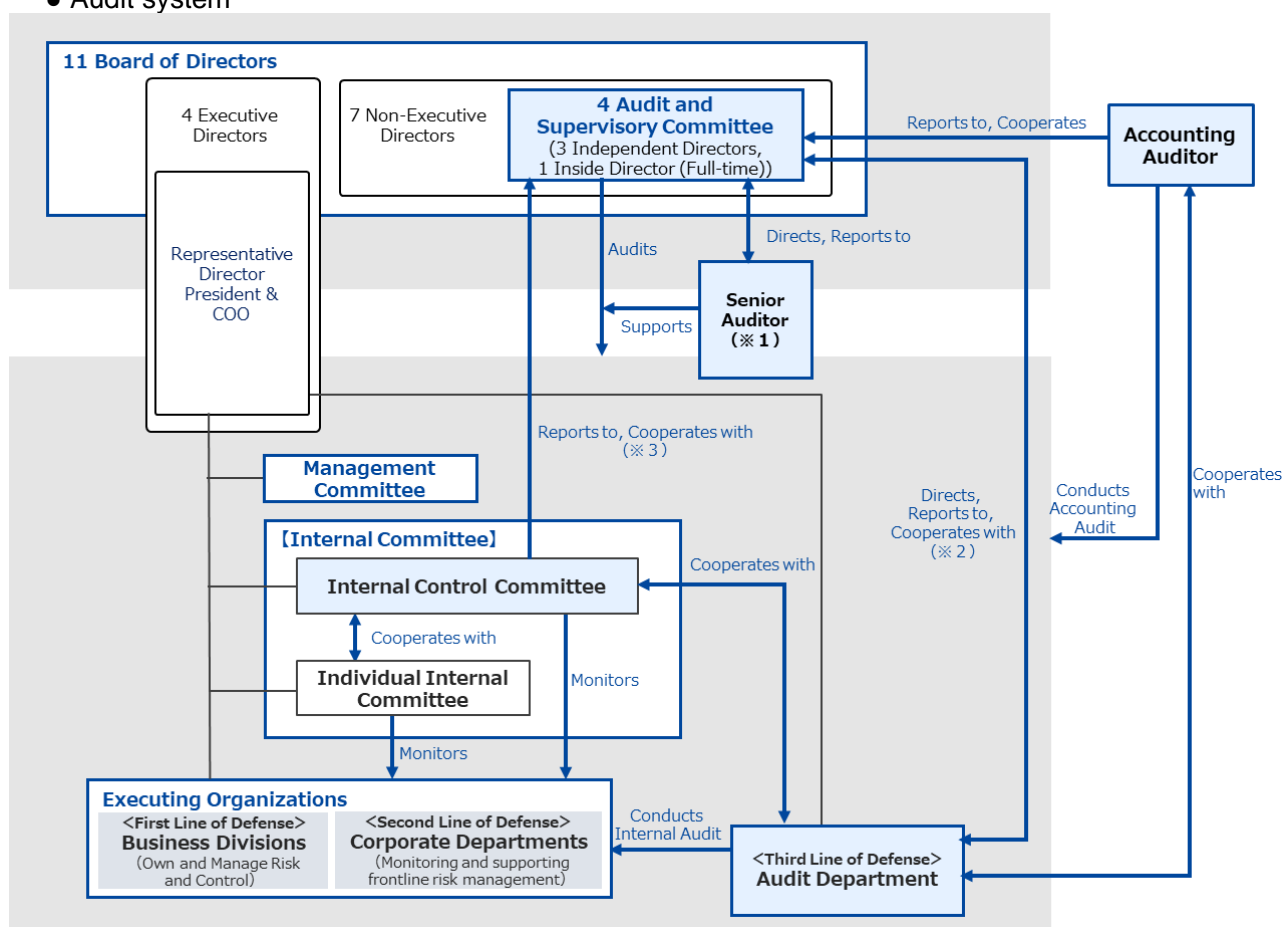 ● Audit system
11 Board of Directors
4 Executive
Directors
7 Non-Executive
Directors
4 Audit and
Supervisory Committee
(3 Independent Directors,
1 Inside Director (Full-time))
Reports to, Cooperates
Accounting
Auditor
Representative
Director
President &
COO
Audits
Directs, Reports to
Supports
Senior
Auditor
(※1)
Reports to, Cooperates with
(※3)
Management
Committee
Directs,
Reports to,
Cooperates with
(※2)
Conducts
Accounting
Audit
Cooperates
with
【Internal Committee】
Internal Control Committee
Cooperates with
Cooperates with
Individual Internal
Committee
Monitors
Monitors
Executing Organizations
<First Line of Defense>
Business Divisions
(Own and Manage Risk
and Control)
<Second Line of Defense>
Corporate Departments
(Monitoring and supporting
frontline risk management)
Conducts
Internal Audit
<Third Line of Defense>
Audit Department